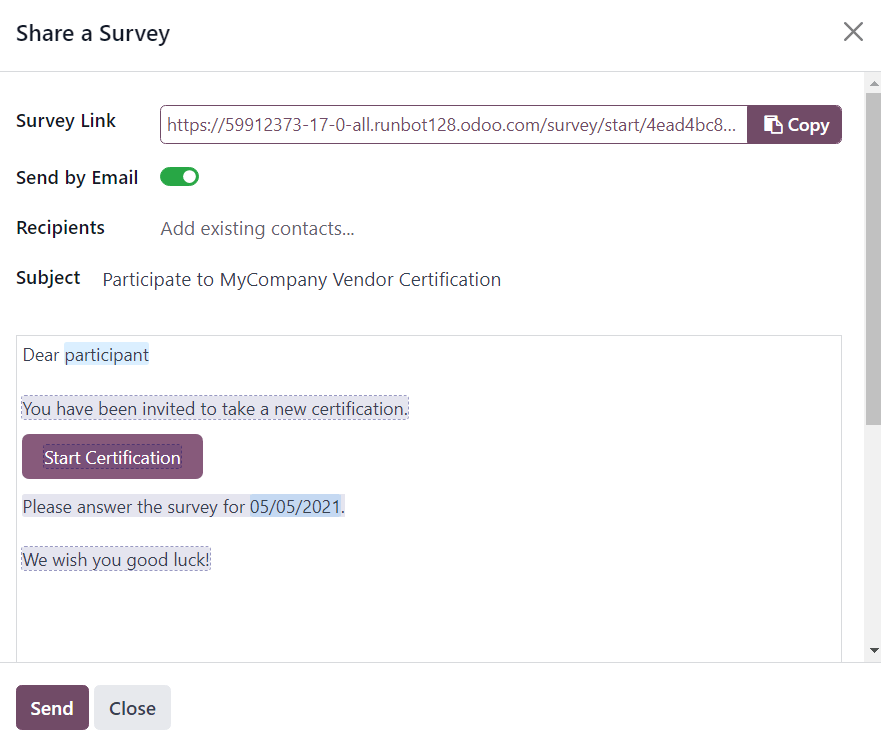 Share a Survey
Survey Link
https://59912373-17-0-all.runbot128.odoo.com/survey/start/4ead4bc8...
Copy
Send by Email
Recipients
Add existing contacts...
Subject
Participate to MyCompany Vendor Certification
Dear participant
You have been invited to take a new certification.
Start Certification
Please answer the survey for 05/05/2021.
We wish you good luck!
Send
Close